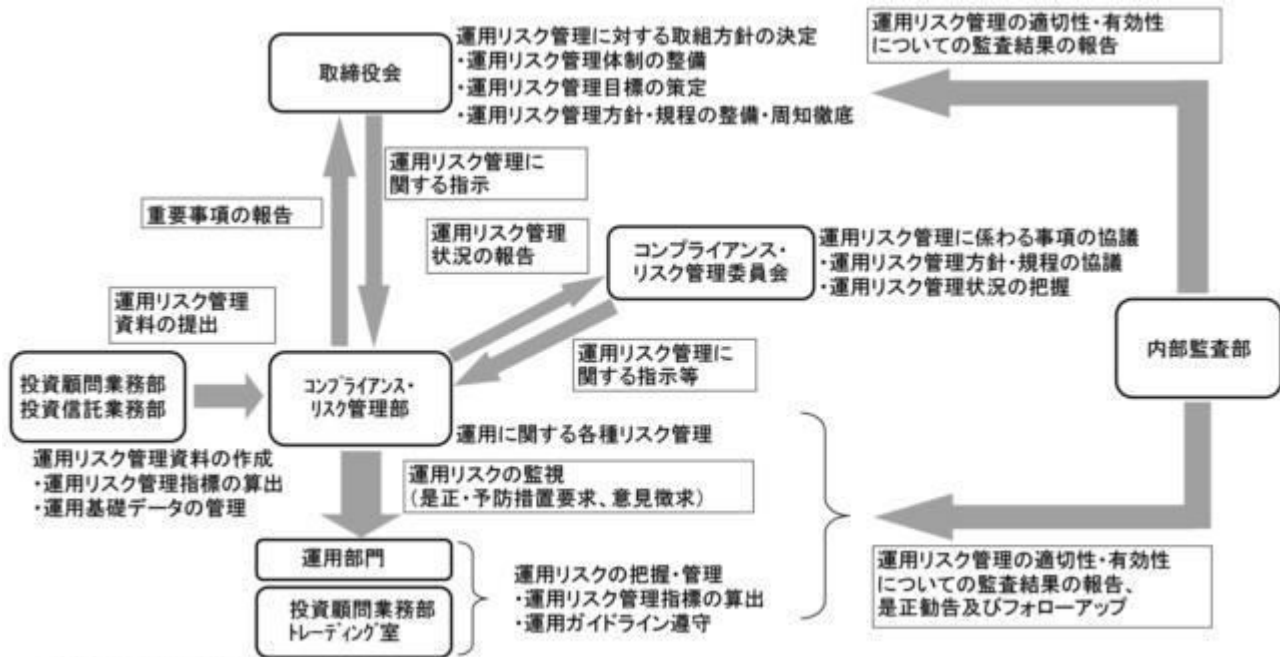 取締役会
運用リスク管理に対する取組方針の決定
・運用リスク管理体制の整備
・運用リスク管理目標の策定
・運用リスク管理方針・規程の整備・周知徹底
運用リスク管理の適切性・有効性
についての監査結果の報告
重要事項の報告
運用リスク管理に
関する指示
運用リスク管理
状況の報告
コンプライアンス・
リスク管理委員会
運用リスク管理に係わる事項の協議
・運用リスク管理方針・規程の協議
・運用リスク管理状況の把握
運用リスク管理
資料の提出
運用リスク管理に
関する指示等
内部監査部
投資顧問業務部
投資信託業務部
コンプライアンス・
リスク管理部
運用に関する各種リスク管理
運用リスク管理資料の作成
・運用リスク管理指標の算出
・運用基礎データの管理
運用リスクの監視
(是正・予防措置要求、意見徴求)
運用部門
投資顧問業務部
トレーディング室
運用リスクの把握・管理
・運用リスク管理指標の算出
・運用ガイドライン遵守
運用リスク管理の適切性・有効性
についての監査結果の報告、
是正勧告及びフォローアップ